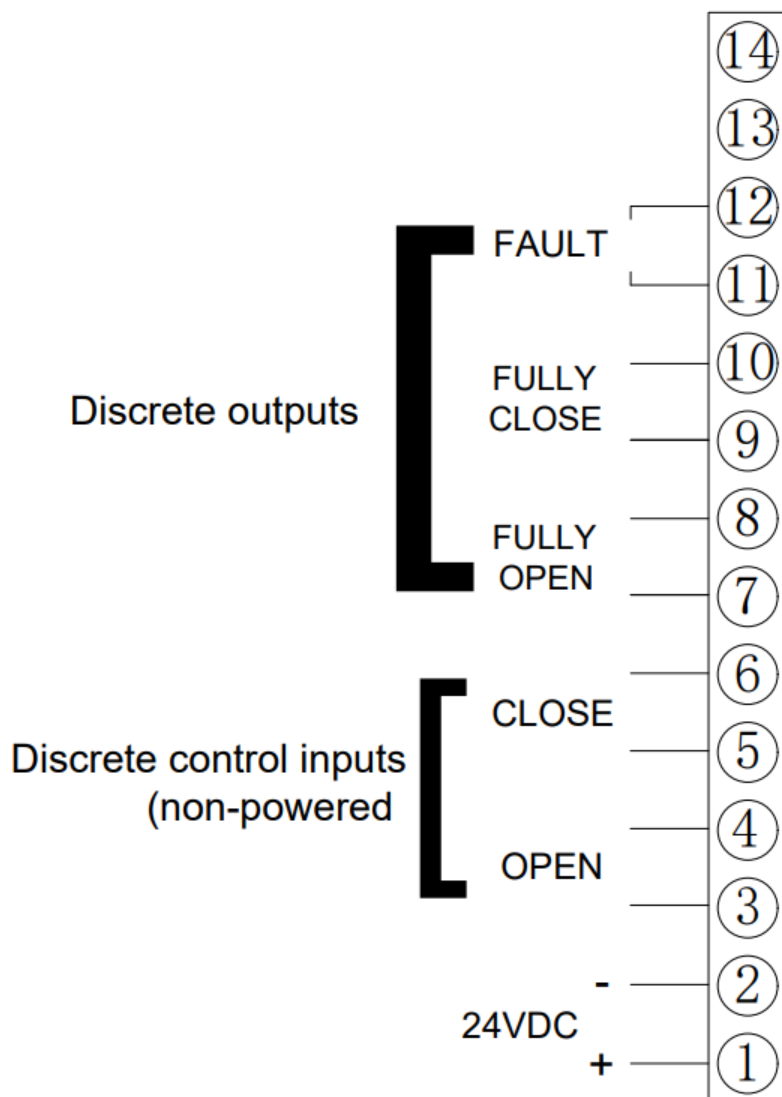 14
13
12
FAULT
11
10
FULLY
CLOSE
Discrete outputs
9
8
FULLY
OPEN
7
6
CLOSE
Discrete control inputs
(non-powered
5
4
OPEN
3
-
2
24VDC
+
1